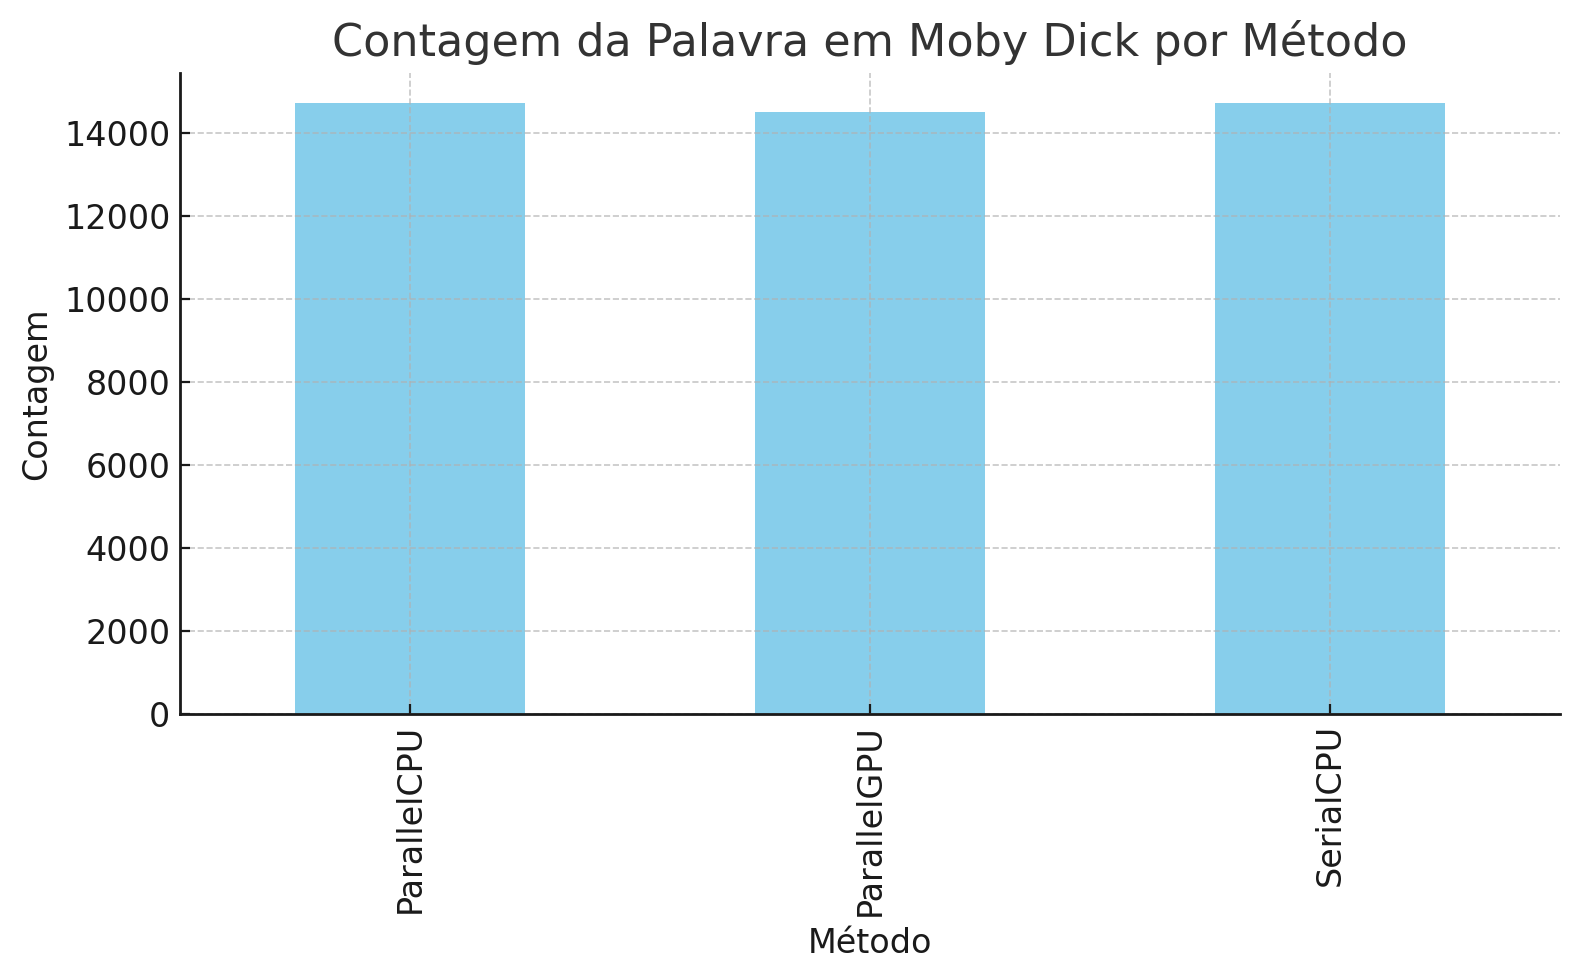 Contagem da Palavra em Moby Dick por Método
Contagem
14000
12000
10000
8000
6000
4000
2000
0
ParallelCPU
ParallelGPU
SerialCPU
Método